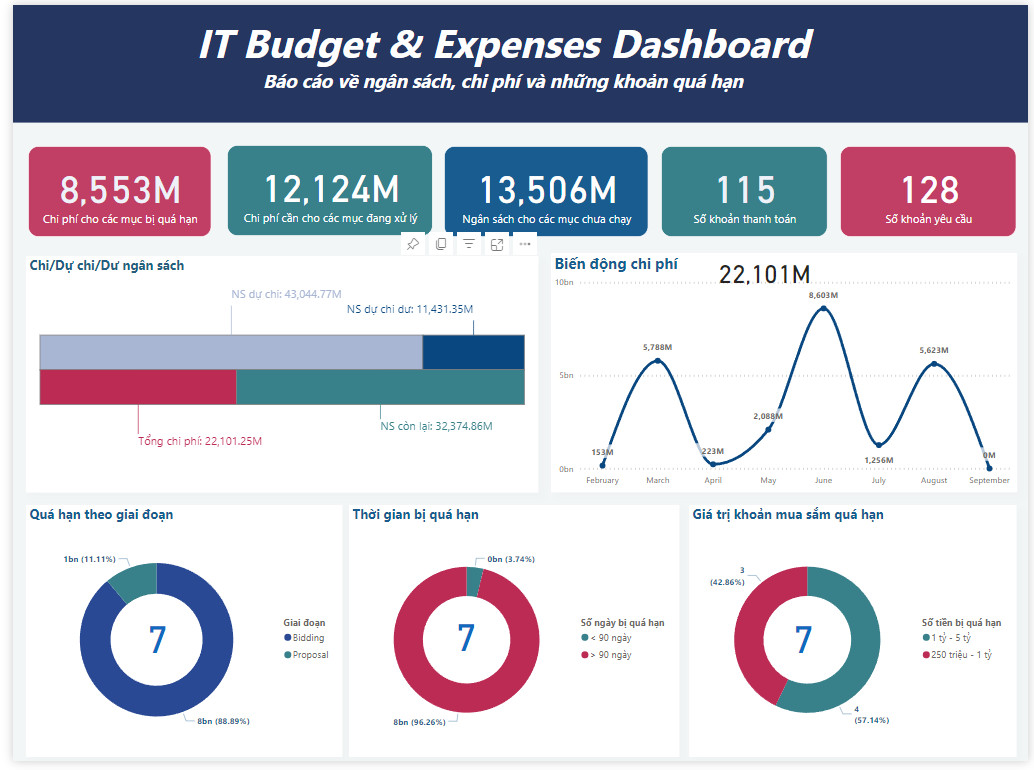 IT Budget & Expenses Dashboard
Báo cáo về ngân sách, chi phí và những khoản quá hạn
8,553M
Chi phí cho các mục bị quá hạn
12,124M
Chi phí cần cho các mục đang xử lý
13,506M
Ngân sách cho các mục chưa chạy
115
Số khoản thanh toán
128
Số khoản yêu cầu
Chi/Dự chi/Dư ngân sách
NS dự chi: 43,044.77M
NS dự chi dư: 11,431.35M
NS còn lại: 32,374.86M
Tổng chi phí: 22,101.25M
Biến động chi phí
22,101M
10bn
5bn
0bn
153M
5,788M
223M
2,088M
8,603M
1,256M
5,623M
0M
February March April May June July August September
Quá hạn theo giai đoạn
1bn (11.11%)
7
8bn (88.89%)
Giai đoạn
Bidding
Proposal
Thời gian bị quá hạn
0bn (3.74%)
7
8bn (96.26%)
Số ngày bị quá hạn
< 90 ngày
> 90 ngày
Giá trị khoản mua sắm quá hạn
3
(42.86%)
7
4
(57.14%)
Số tiền bị quá hạn
1 tỷ - 5 tỷ
250 triệu - 1 tỷ